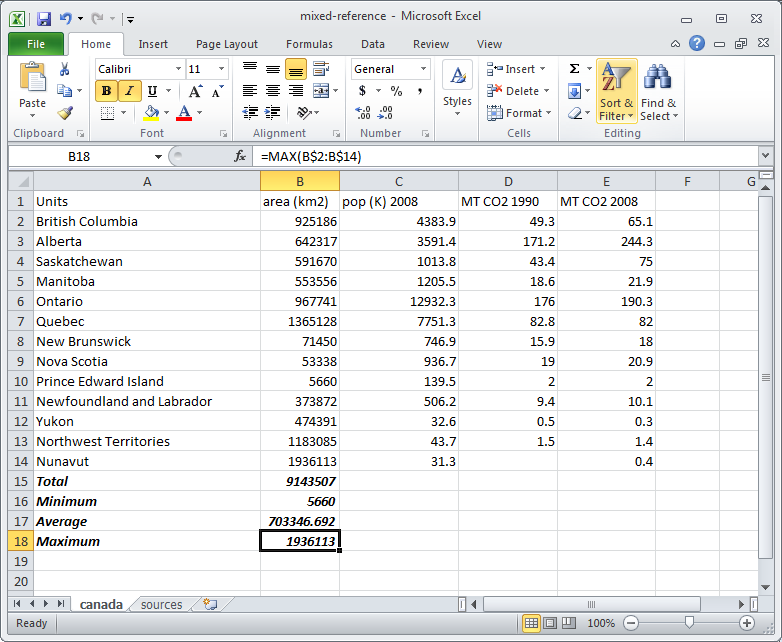 mixed-reference - Microsoft Excel
File Home Insert Page Layout Formulas Data Review View
Paste
Calibri 11
B I U A A
A
General
$ % ,
Styles
Insert
Delete
Format
Σ
Sort & Filter
Find & Select
Clipboard Font Alignment Number Cells Editing
B18 fx =MAX(B$2:B$14)
A B C D E F G
1 Units area (km2) pop (K) 2008 MT CO2 1990 MT CO2 2008
2 British Columbia 925186 4383.9 49.3 65.1
3 Alberta 642317 3591.4 171.2 244.3
4 Saskatchewan 591670 1013.8 43.4 75
5 Manitoba 553556 1205.5 18.6 21.9
6 Ontario 967741 12932.3 176 190.3
7 Quebec 1365128 7751.3 82.8 82
8 New Brunswick 71450 746.9 15.9 18
9 Nova Scotia 53338 936.7 19 20.9
10 Prince Edward Island 5660 139.5 2 2
11 Newfoundland and Labrador 373872 506.2 9.4 10.1
12 Yukon 474391 32.6 0.5 0.3
13 Northwest Territories 1183085 43.7 1.5 1.4
14 Nunavut 1936113 31.3 0.4
15 Total 9143507
16 Minimum 5660
17 Average 703346.692
18 Maximum 1936113
19
20
canada sources
Ready 100%